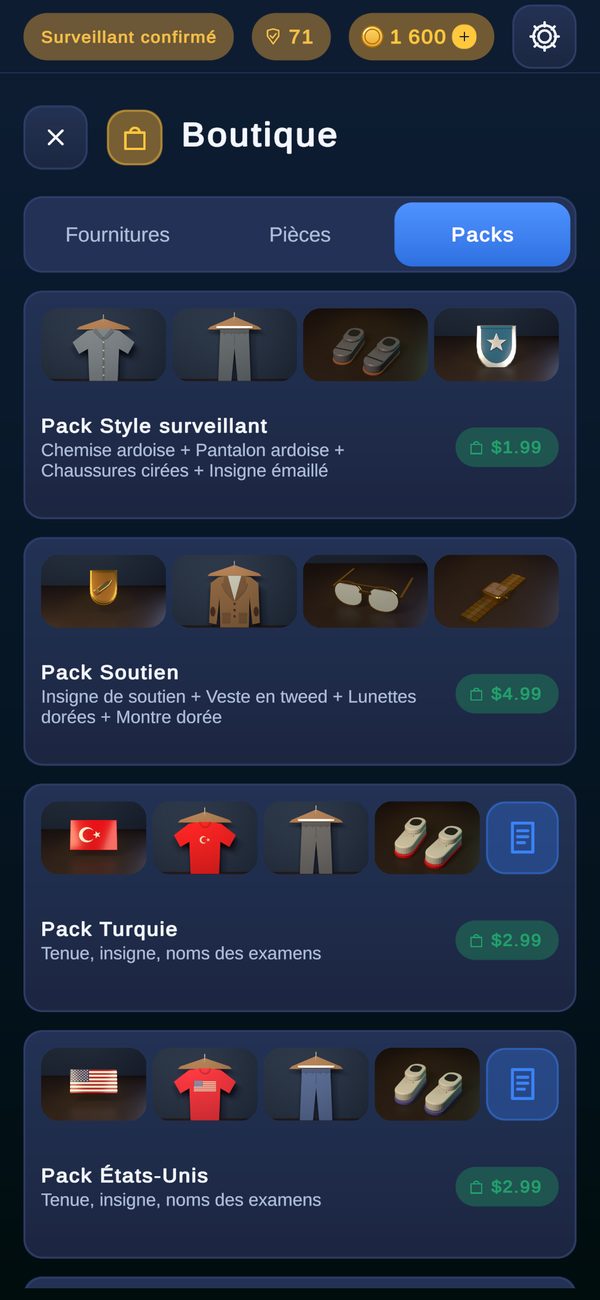 Surveillant confirmé
71
1 600
+
Boutique
Fournitures
Pièces
Packs
Pack Style surveillant
Chemise ardoise + Pantalon ardoise +
Chaussures cirées + Insigne émaillé
$1.99
Pack Soutien
Insigne de soutien + Veste en tweed + Lunettes
dorées + Montre dorée
$4.99
Pack Turquie
Tenue, insigne, noms des examens
$2.99
Pack États-Unis
Tenue, insigne, noms des examens
$2.99